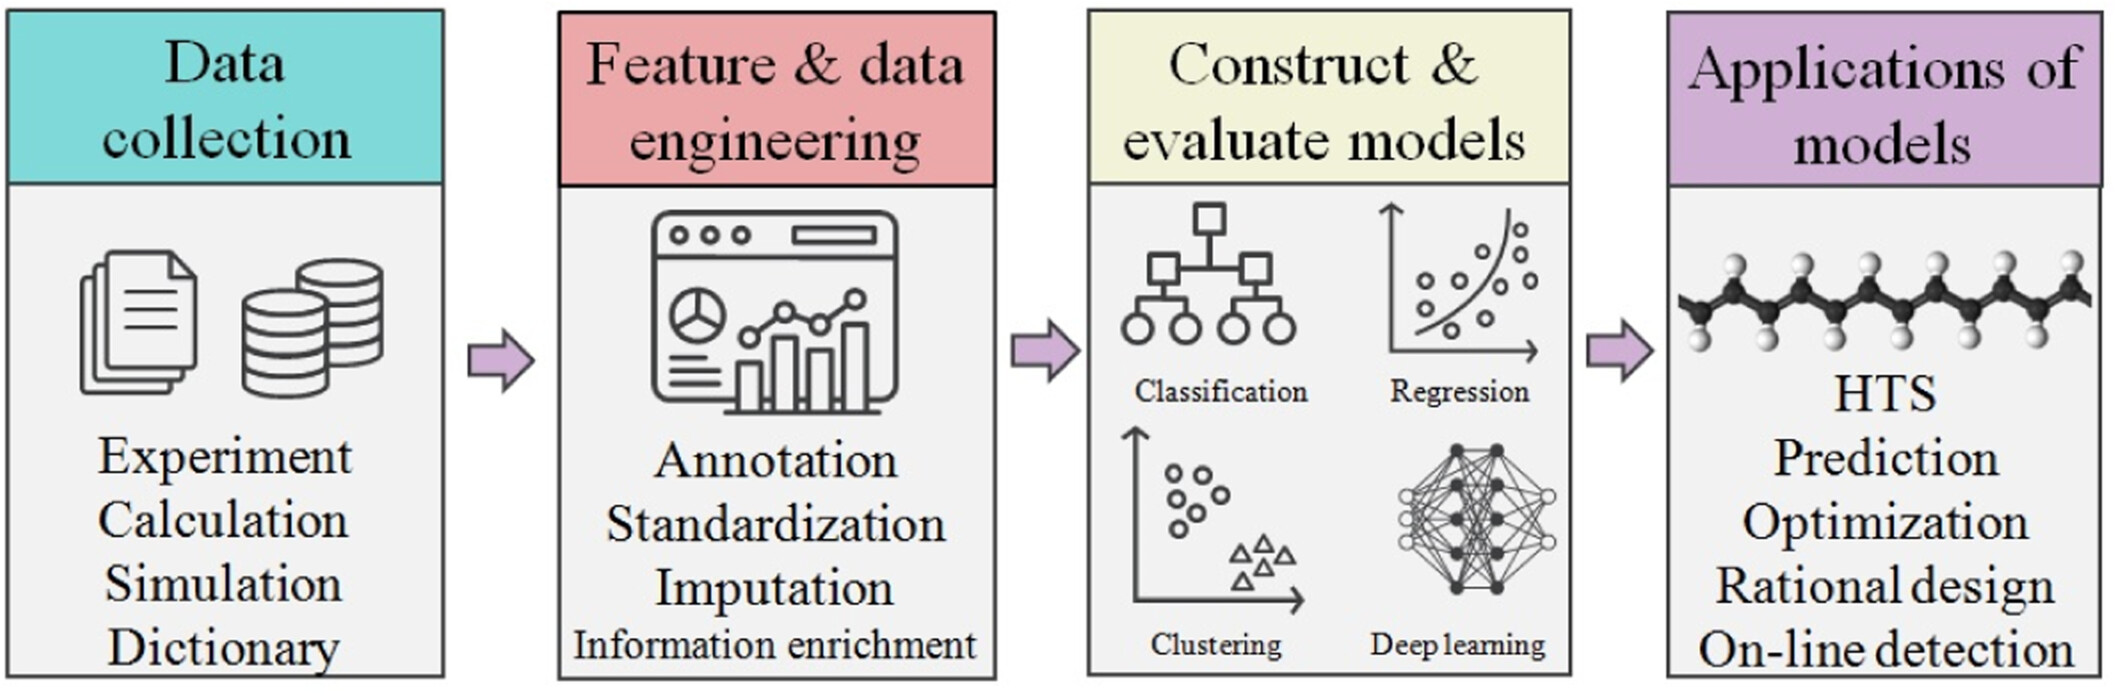 Data
collection
Experiment
Calculation
Simulation
Dictionary
Feature & data
engineering
Annotation
Standardization
Imputation
Information enrichment
Construct &
evaluate models
Classification
Regression
Clustering
Deep learning
Applications of
models
HTS
Prediction
Optimization
Rational design
On-line detection